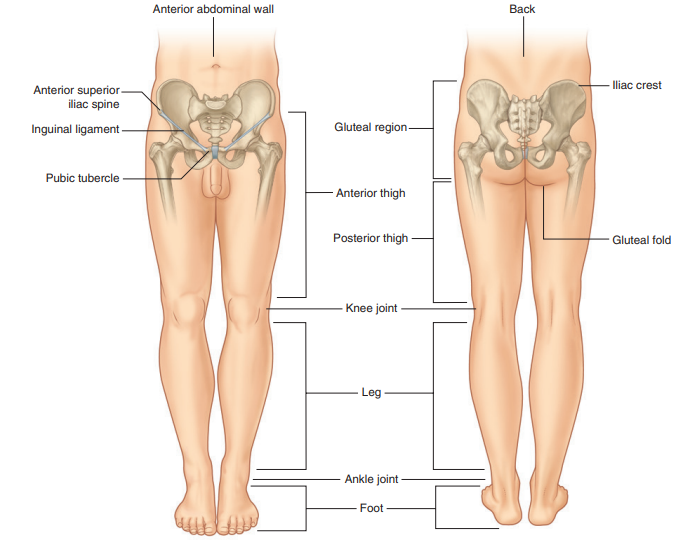 Anterior abdominal wall
Back
Anterior superior
iliac spine
Iliac crest
Inguinal ligament
Gluteal region
Pubic tubercle
Anterior thigh
Posterior thigh
Gluteal fold
Knee joint
Leg
Ankle joint
Foot